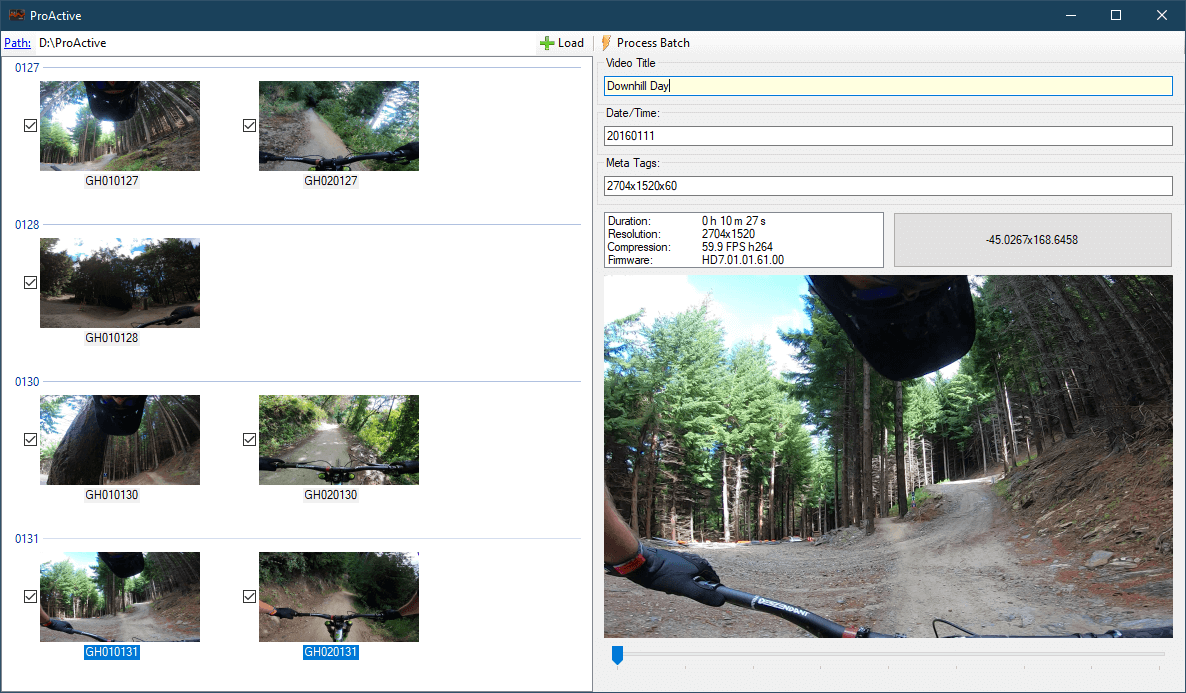 ProActive
Path: D:\ProActive
Load
Process Batch
0127
GH010127
GH020127
0128
GH010128
0130
GH010130
GH020130
0131
GH010131
GH020131
Video Title
Downhill Day
Date/Time:
20160111
Meta Tags:
2704x1520x60
Duration: 0 h 10 m 27 s
Resolution: 2704x1520
Compression: 59.9 FPS h264
Firmware: HD7.01.01.61.00
-45.0267x168.6458
DESCENDANT